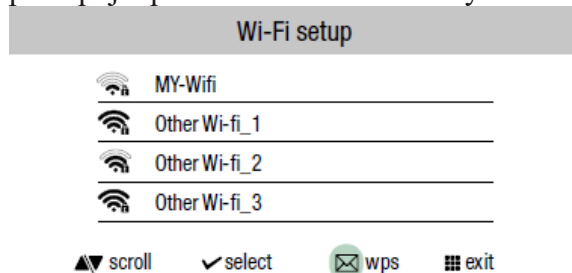 Wi-Fi setup
MY-Wifi
Other Wi-fi_1
Other Wi-fi_2
Other Wi-fi_3
scroll select wps exit